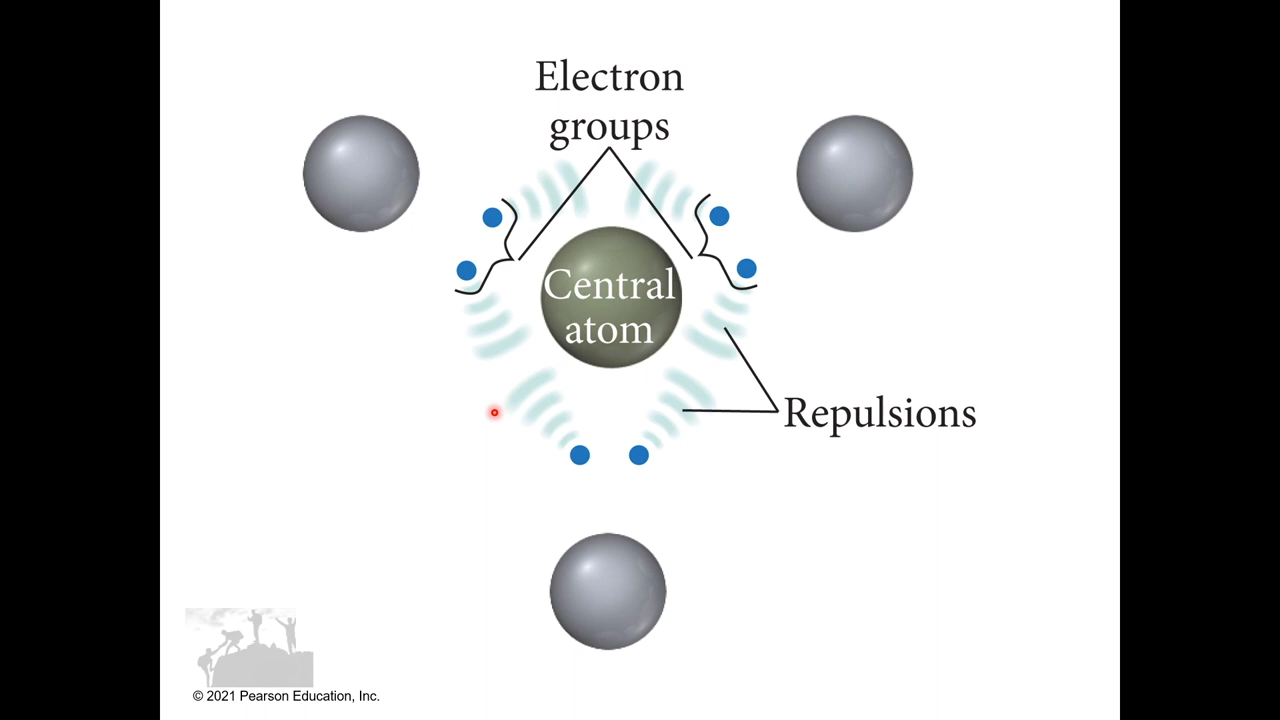 Electron
groups
Central
atom
Repulsions
© 2021 Pearson Education, Inc.